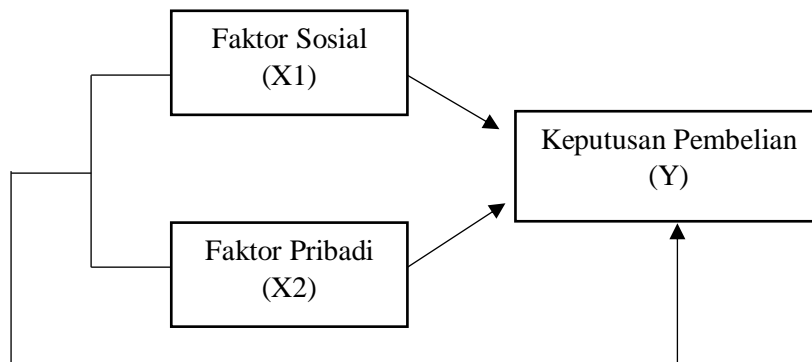 Faktor Sosial
(X1)
Keputusan Pembelian
(Y)
Faktor Pribadi
(X2)